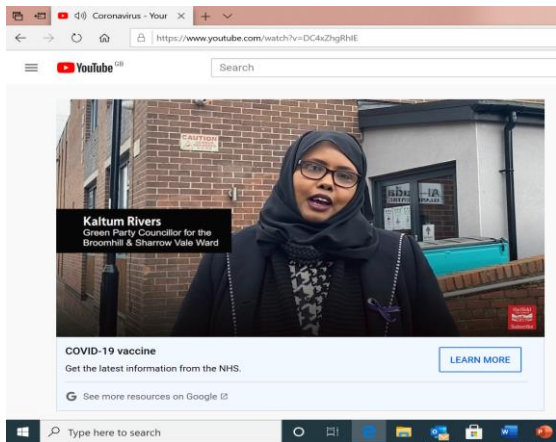 Coronavirus - Your
https://www.youtube.com/watch?v=DC4xZhgRhIE
YouTube GB
Search
CAUTION
Kaltum Rivers
Green Party Councillor for the
Broomhill & Sharrow Vale Ward
Subscribe
COVID-19 vaccine
Get the latest information from the NHS.
LEARN MORE
G See more resources on Google
Type here to search